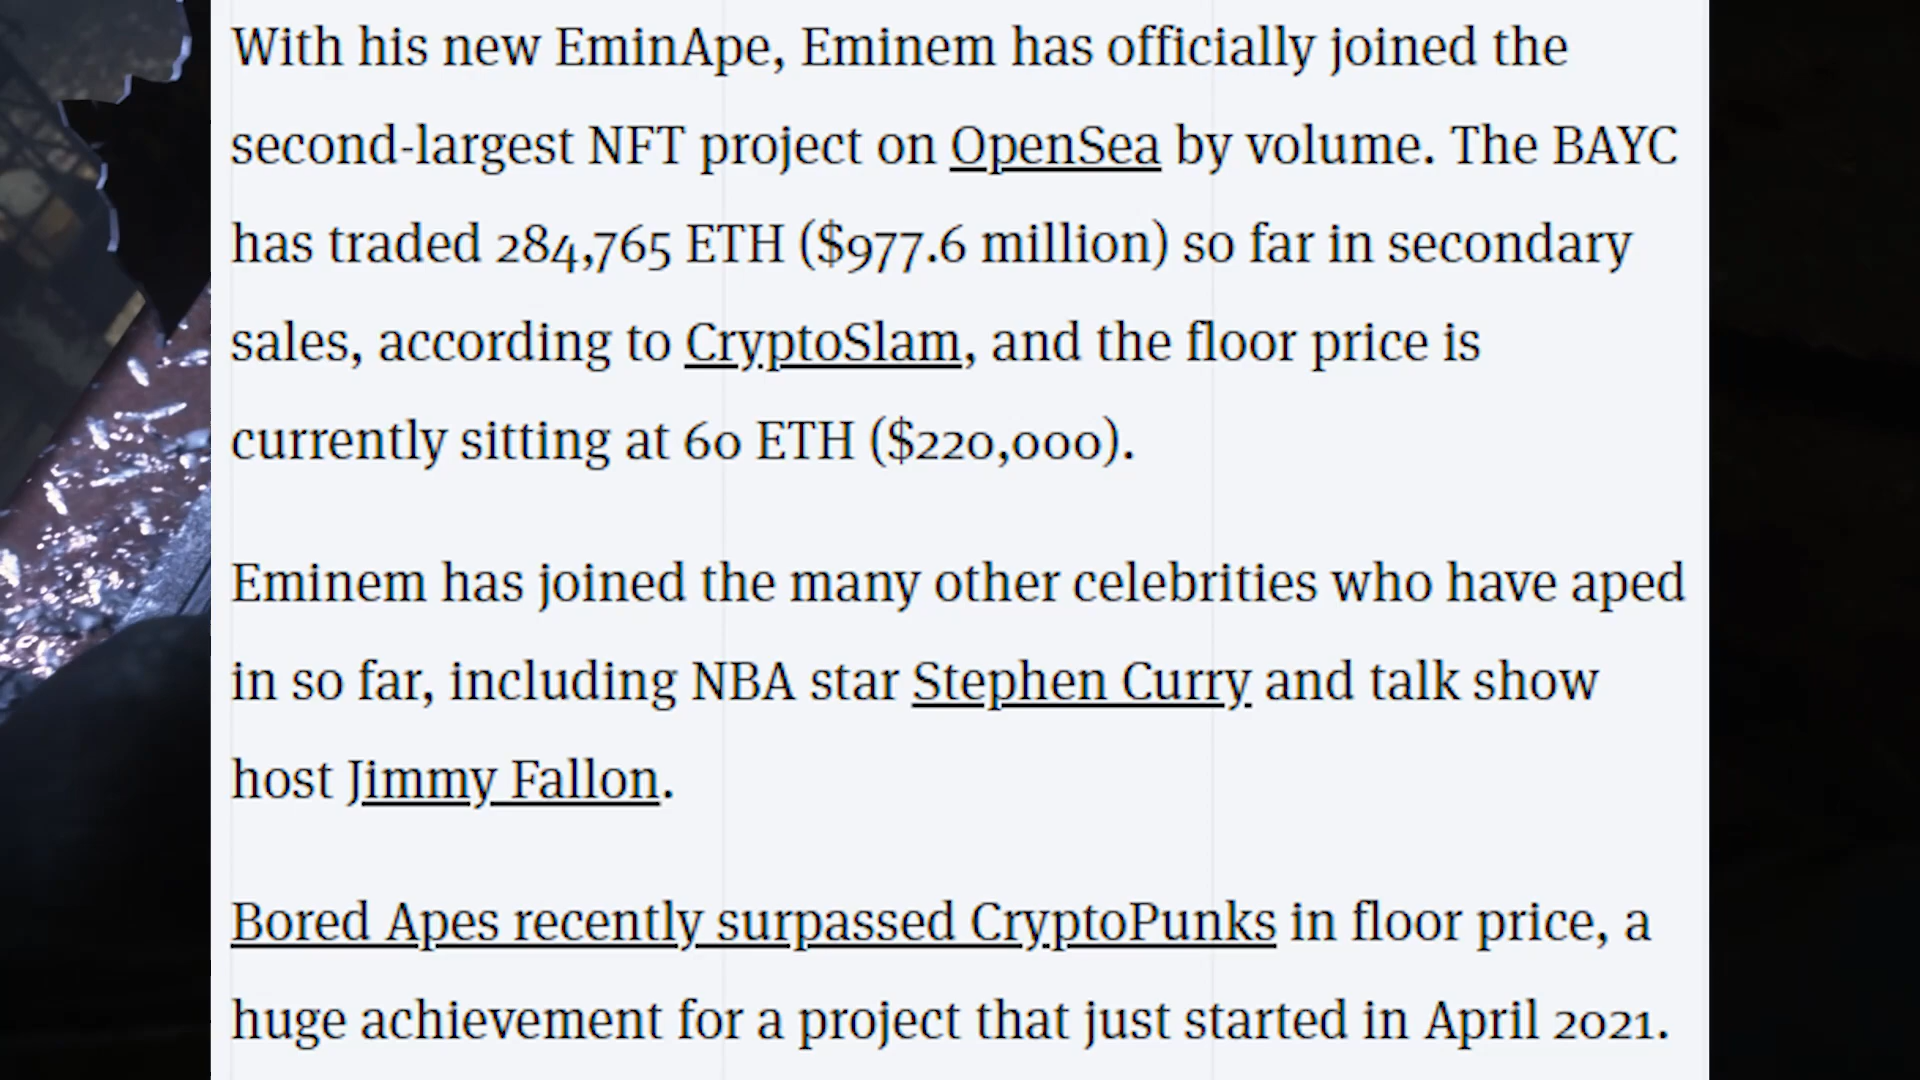 With his new EminApe, Eminem has officially joined the
second-largest NFT project on OpenSea by volume. The BAYC
has traded 284,765 ETH ($977.6 million) so far in secondary
sales, according to CryptoSlam, and the floor price is
currently sitting at 60 ETH ($220,000).
Eminem has joined the many other celebrities who have aped
in so far, including NBA star Stephen Curry and talk show
host Jimmy Fallon.
Bored Apes recently surpassed CryptoPunks in floor price, a
huge achievement for a project that just started in April 2021.